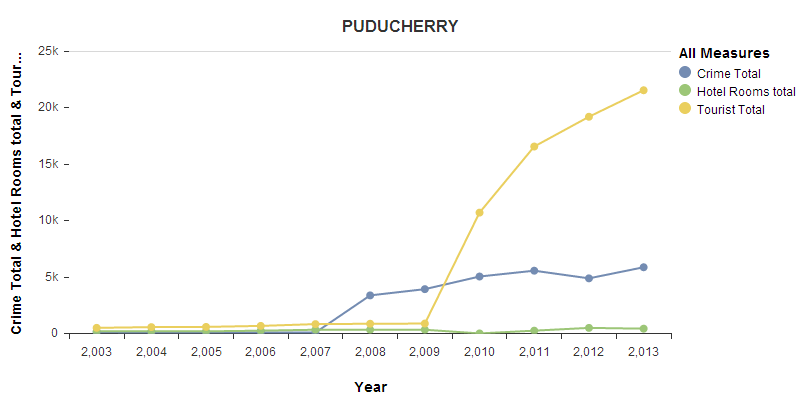 PUDUCHERRY
Crime Total & Hotel Rooms total & Tour...
25k
20k
15k
10k
5k
0
2,003 2,004 2,005 2,006 2,007 2,008 2,009 2,010 2,011 2,012 2,013
Year
All Measures
Crime Total
Hotel Rooms total
Tourist Total